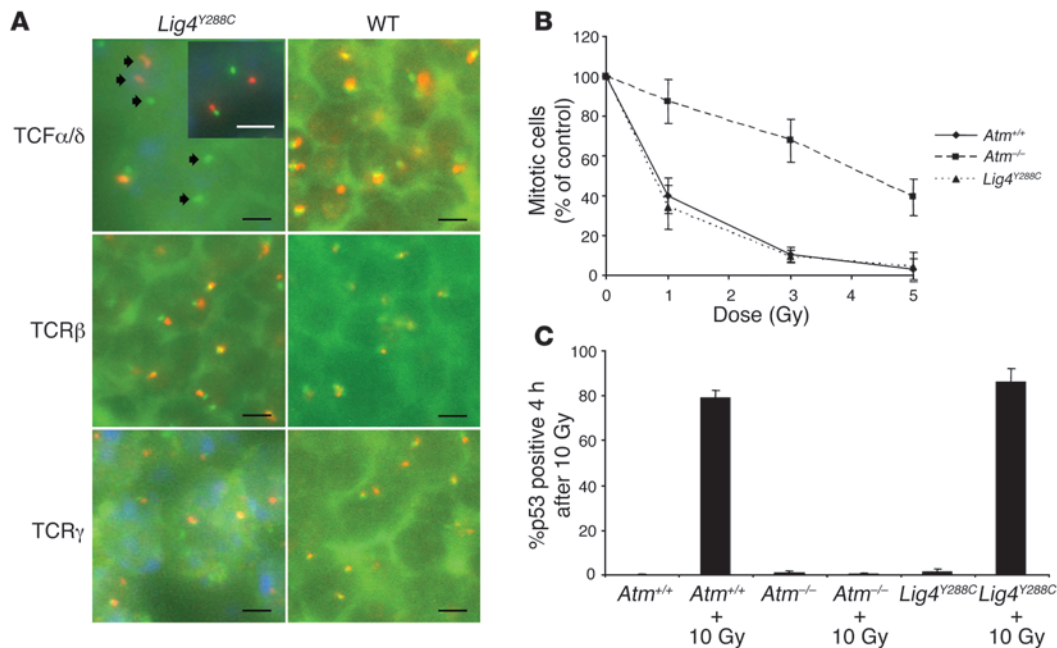 A
Lig4Y288C
WT
TCFα/δ
TCRβ
TCRγ
B
Mitotic cells
(% of control)
120
100
80
60
40
20
0
0
1
2
3
4
5
Dose (Gy)
Atm+/+
Atm−/−
Lig4Y288C
C
%p53 positive 4 h
after 10 Gy
100
80
60
40
20
0
Atm+/+
Atm+/+
+
10 Gy
Atm−/−
Atm−/−
+
10 Gy
Lig4Y288C
Lig4Y288C
+
10 Gy